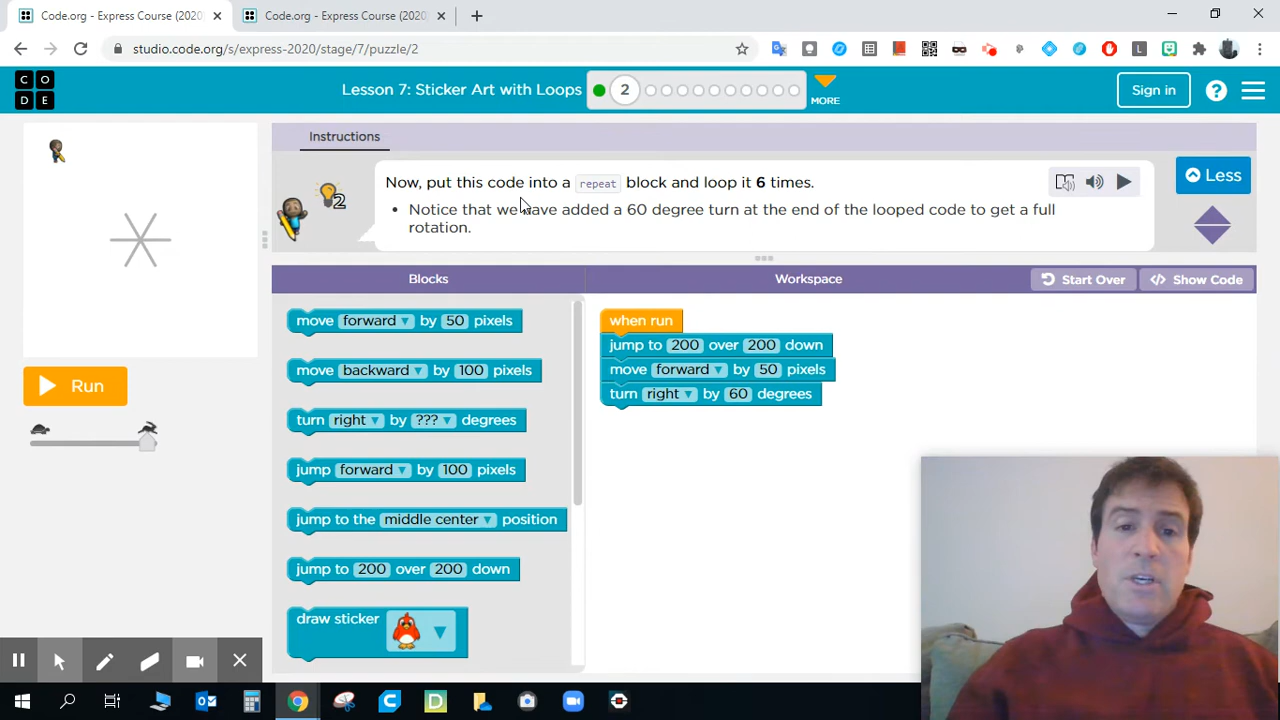 Code.org - Express Course (2020)
Code.org - Express Course (2020)
studio.code.org/s/express-2020/stage/7/puzzle/2
CO
DE
Lesson 7: Sticker Art with Loops
2
MORE
Sign in
?
Instructions
2
Now, put this code into a repeat block and loop it 6 times.
• Notice that we have added a 60 degree turn at the end of the looped code to get a full
rotation.
Less
Blocks
Workspace
Start Over
</> Show Code
Run
move forward by 50 pixels
move backward by 100 pixels
turn right by ??? degrees
jump forward by 100 pixels
jump to the middle center position
jump to 200 over 200 down
draw sticker
when run
jump to 200 over 200 down
move forward by 50 pixels
turn right by 60 degrees